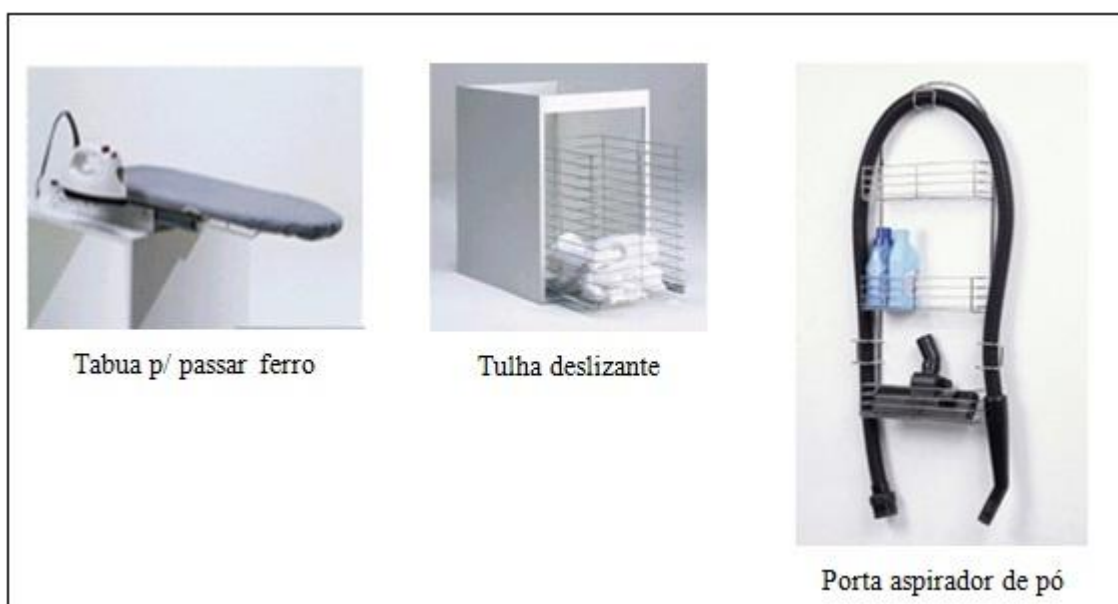 Tabua p/ passar ferro
Tulha deslizante
Porta aspirador de pó